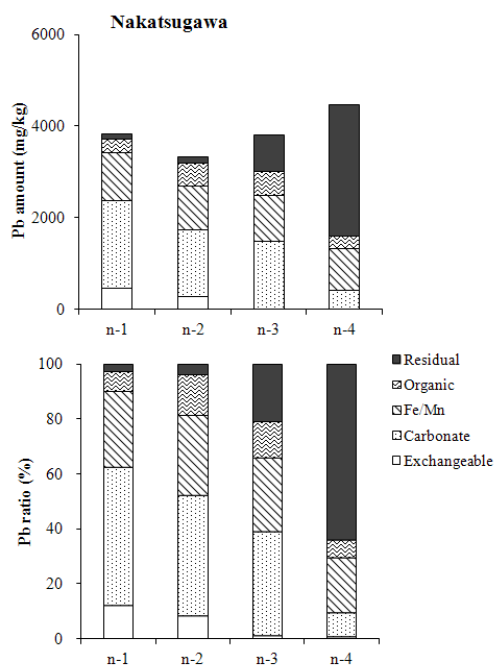 Nakatsugawa
6000
4000
2000
0
Pb amount (mg/kg)
n-1 n-2 n-3 n-4
100
80
60
40
20
0
Pb ratio (%)
n-1 n-2 n-3 n-4
Residual
Organic
Fe/Mn
Carbonate
Exchangeable